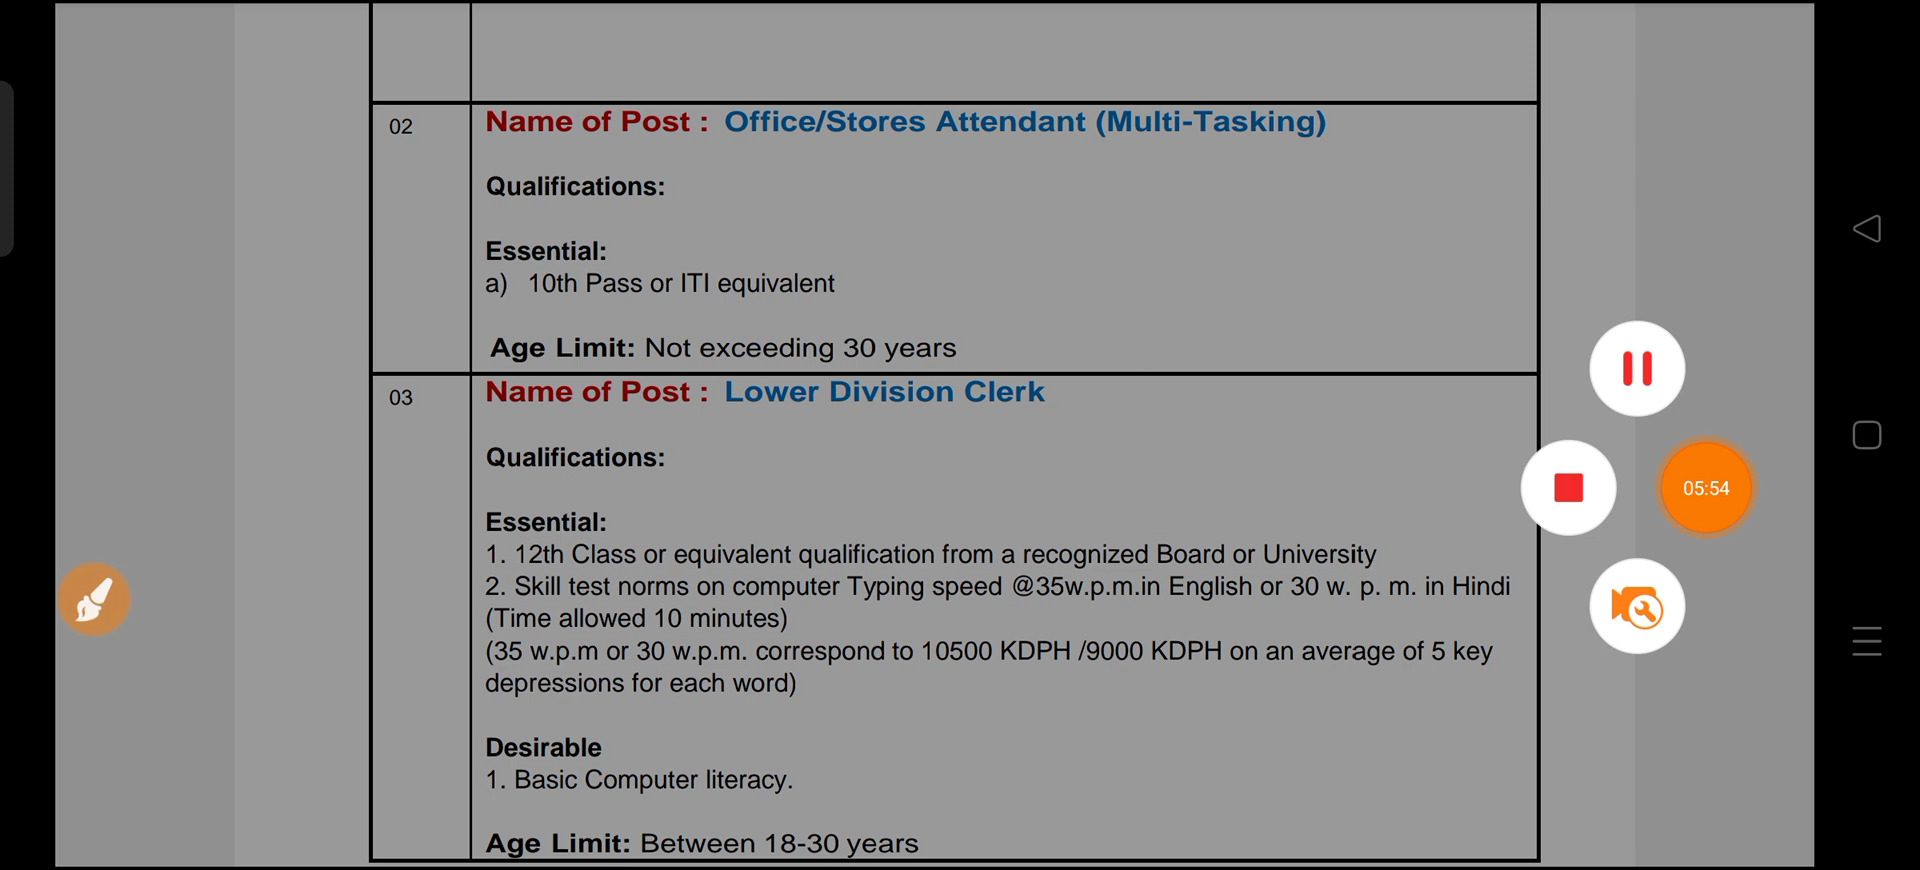 02
Name of Post : Office/Stores Attendant (Multi-Tasking)
Qualifications:
Essential:
a) 10th Pass or ITI equivalent
Age Limit: Not exceeding 30 years
03
Name of Post : Lower Division Clerk
Qualifications:
Essential:
1. 12th Class or equivalent qualification from a recognized Board or University
2. Skill test norms on computer Typing speed @35w.p.m.in English or 30 w. p. m. in Hindi
(Time allowed 10 minutes)
(35 w.p.m or 30 w.p.m. correspond to 10500 KDPH /9000 KDPH on an average of 5 key
depressions for each word)
Desirable
1. Basic Computer literacy.
Age Limit: Between 18-30 years
05:54